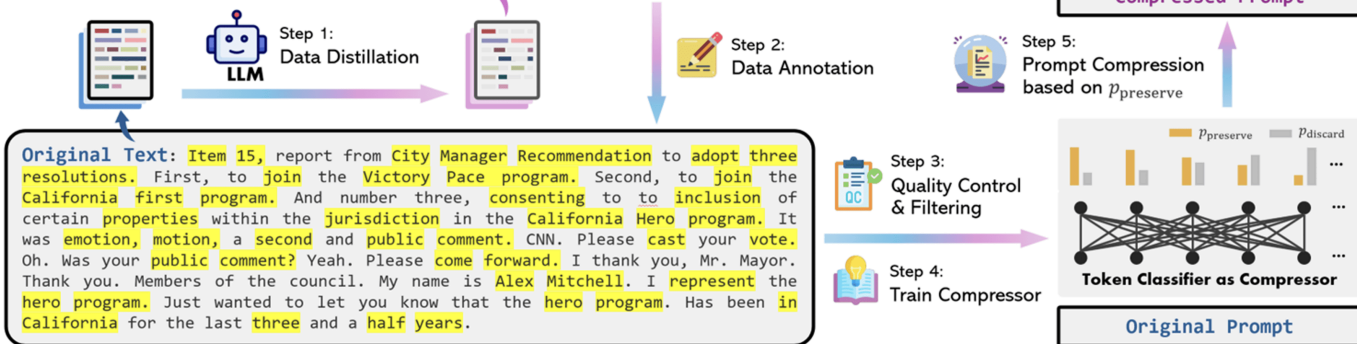 Compressed Prompt
Step 1:
Data Distillation
LLM
Step 2:
Data Annotation
Step 5:
Prompt Compression
based on p_preserve
Original Text: Item 15, report from City Manager Recommendation to adopt three
resolutions. First, to join the Victory Pace program. Second, to join the
California first program. And number three, consenting to to inclusion of
certain properties within the jurisdiction in the California Hero program. It
was emotion, motion, a second and public comment. CNN. Please cast your vote.
Oh. Was your public comment? Yeah. Please come forward. I thank you, Mr. Mayor.
Thank you. Members of the council. My name is Alex Mitchell. I represent the
hero program. Just wanted to let you know that the hero program. Has been in
California for the last three and a half years.
QC
Step 3:
Quality Control
& Filtering
Step 4:
Train Compressor
p_preserve p_discard
...
...
...
Token Classifier as Compressor
Original Prompt